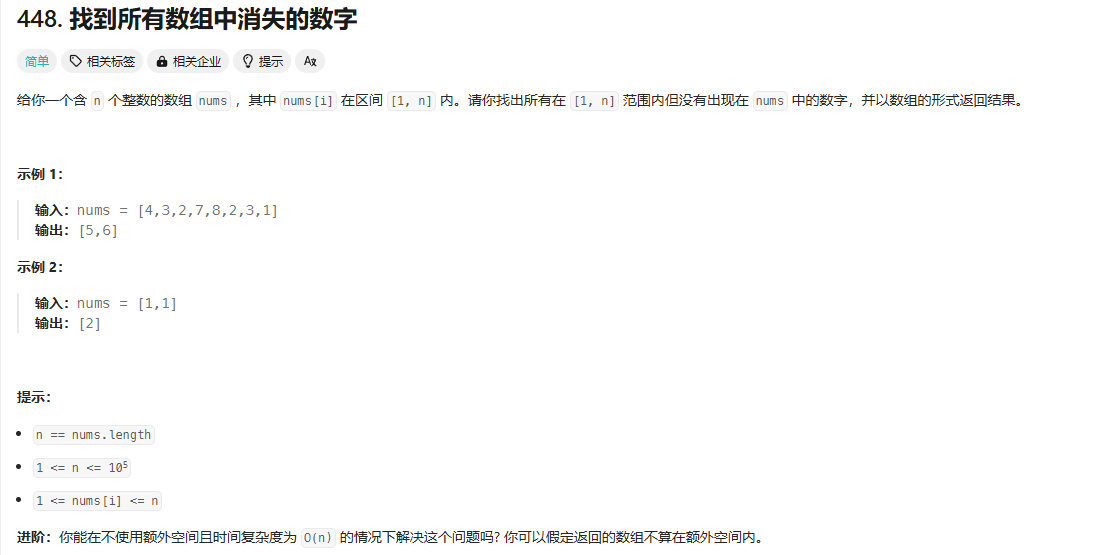 448. 找到所有数组中消失的数字
简单 相关标签 相关企业 提示 Aぇ
给你一个含 n 个整数的数组 nums ，其中 nums[i] 在区间 [1, n] 内。请你找出所有在 [1, n] 范围内但没有出现在 nums 中的数字，并以数组的形式返回结果。
示例 1：
输入：nums = [4,3,2,7,8,2,3,1]
输出：[5,6]
示例 2：
输入：nums = [1,1]
输出：[2]
提示：
n == nums.length
1 <= n <= 10⁵
1 <= nums[i] <= n
进阶：你能在不使用额外空间且时间复杂度为 O(n) 的情况下解决这个问题吗? 你可以假定返回的数组不算在额外空间内。